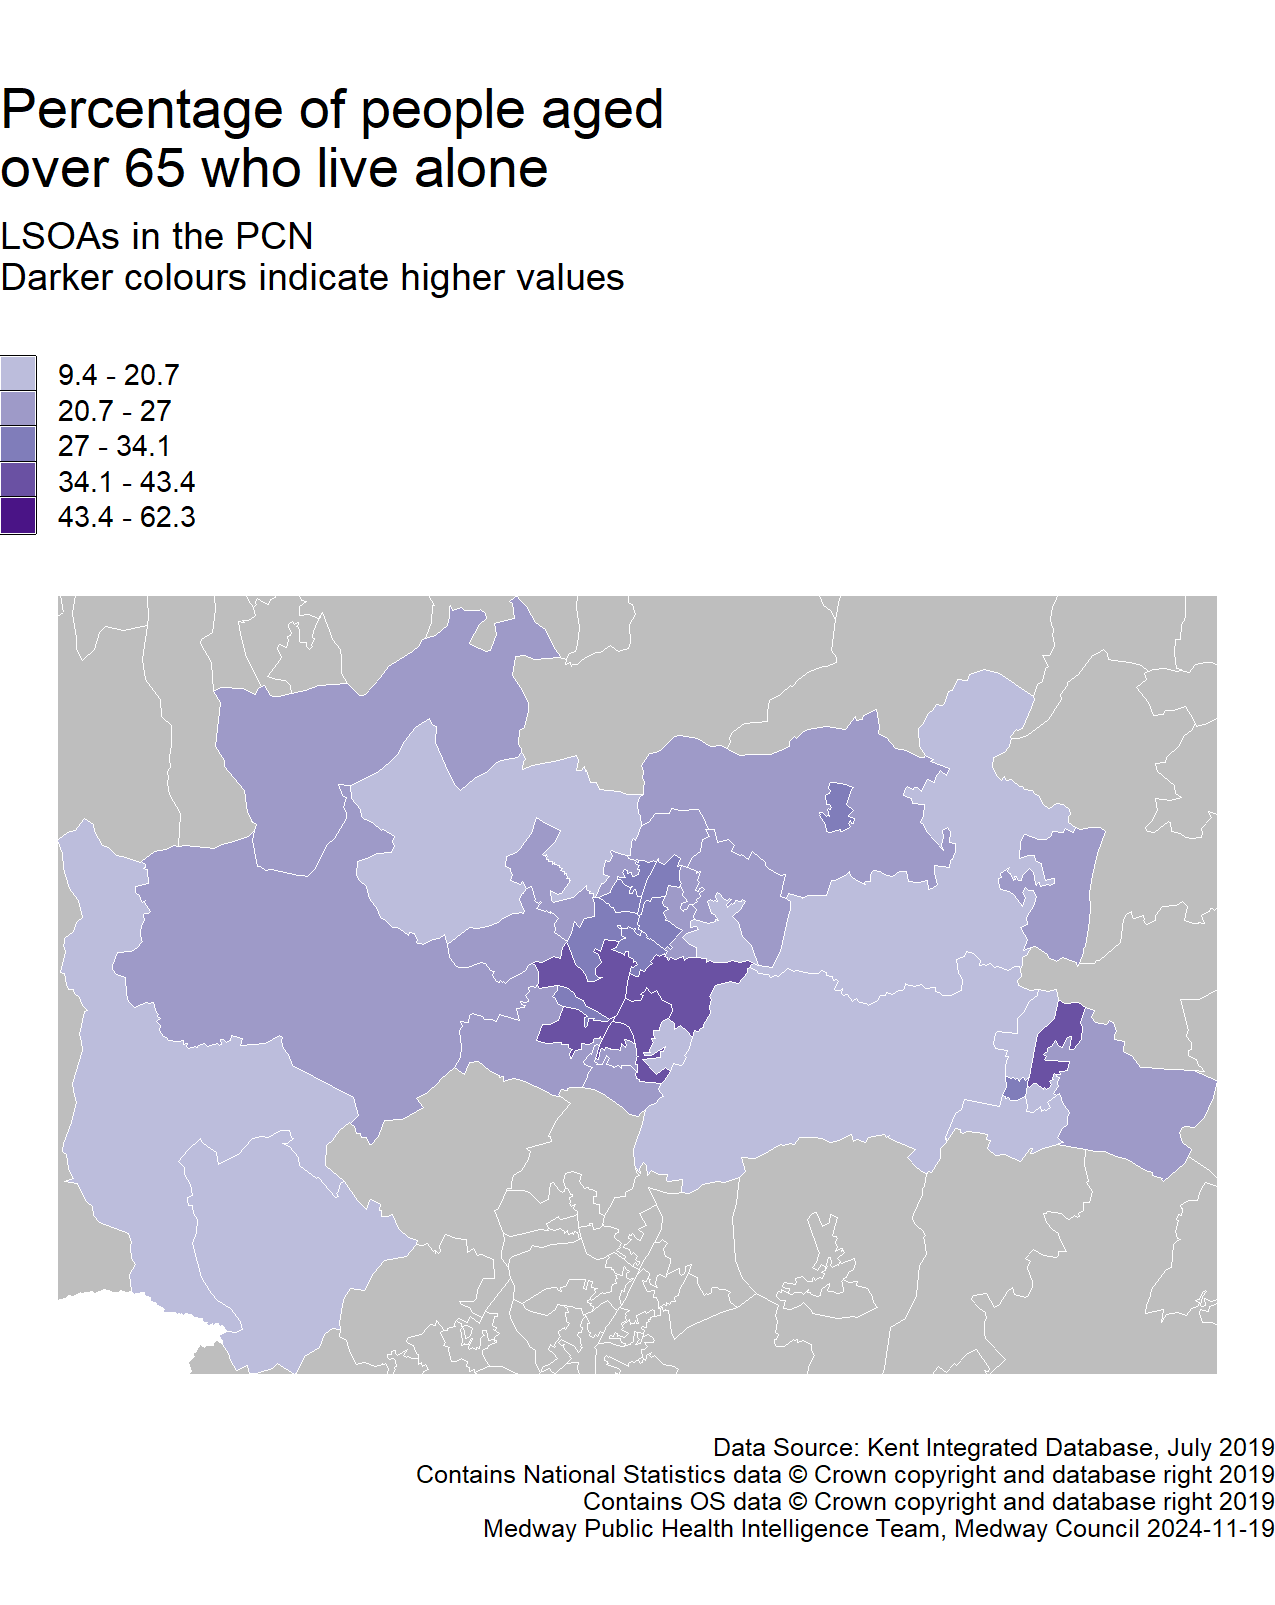 Percentage of people aged
over 65 who live alone
LSOAs in the PCN
Darker colours indicate higher values
9.4 - 20.7
20.7 - 27
27 - 34.1
34.1 - 43.4
43.4 - 62.3
Data Source: Kent Integrated Database, July 2019
Contains National Statistics data © Crown copyright and database right 2019
Contains OS data © Crown copyright and database right 2019
Medway Public Health Intelligence Team, Medway Council 2024-11-19